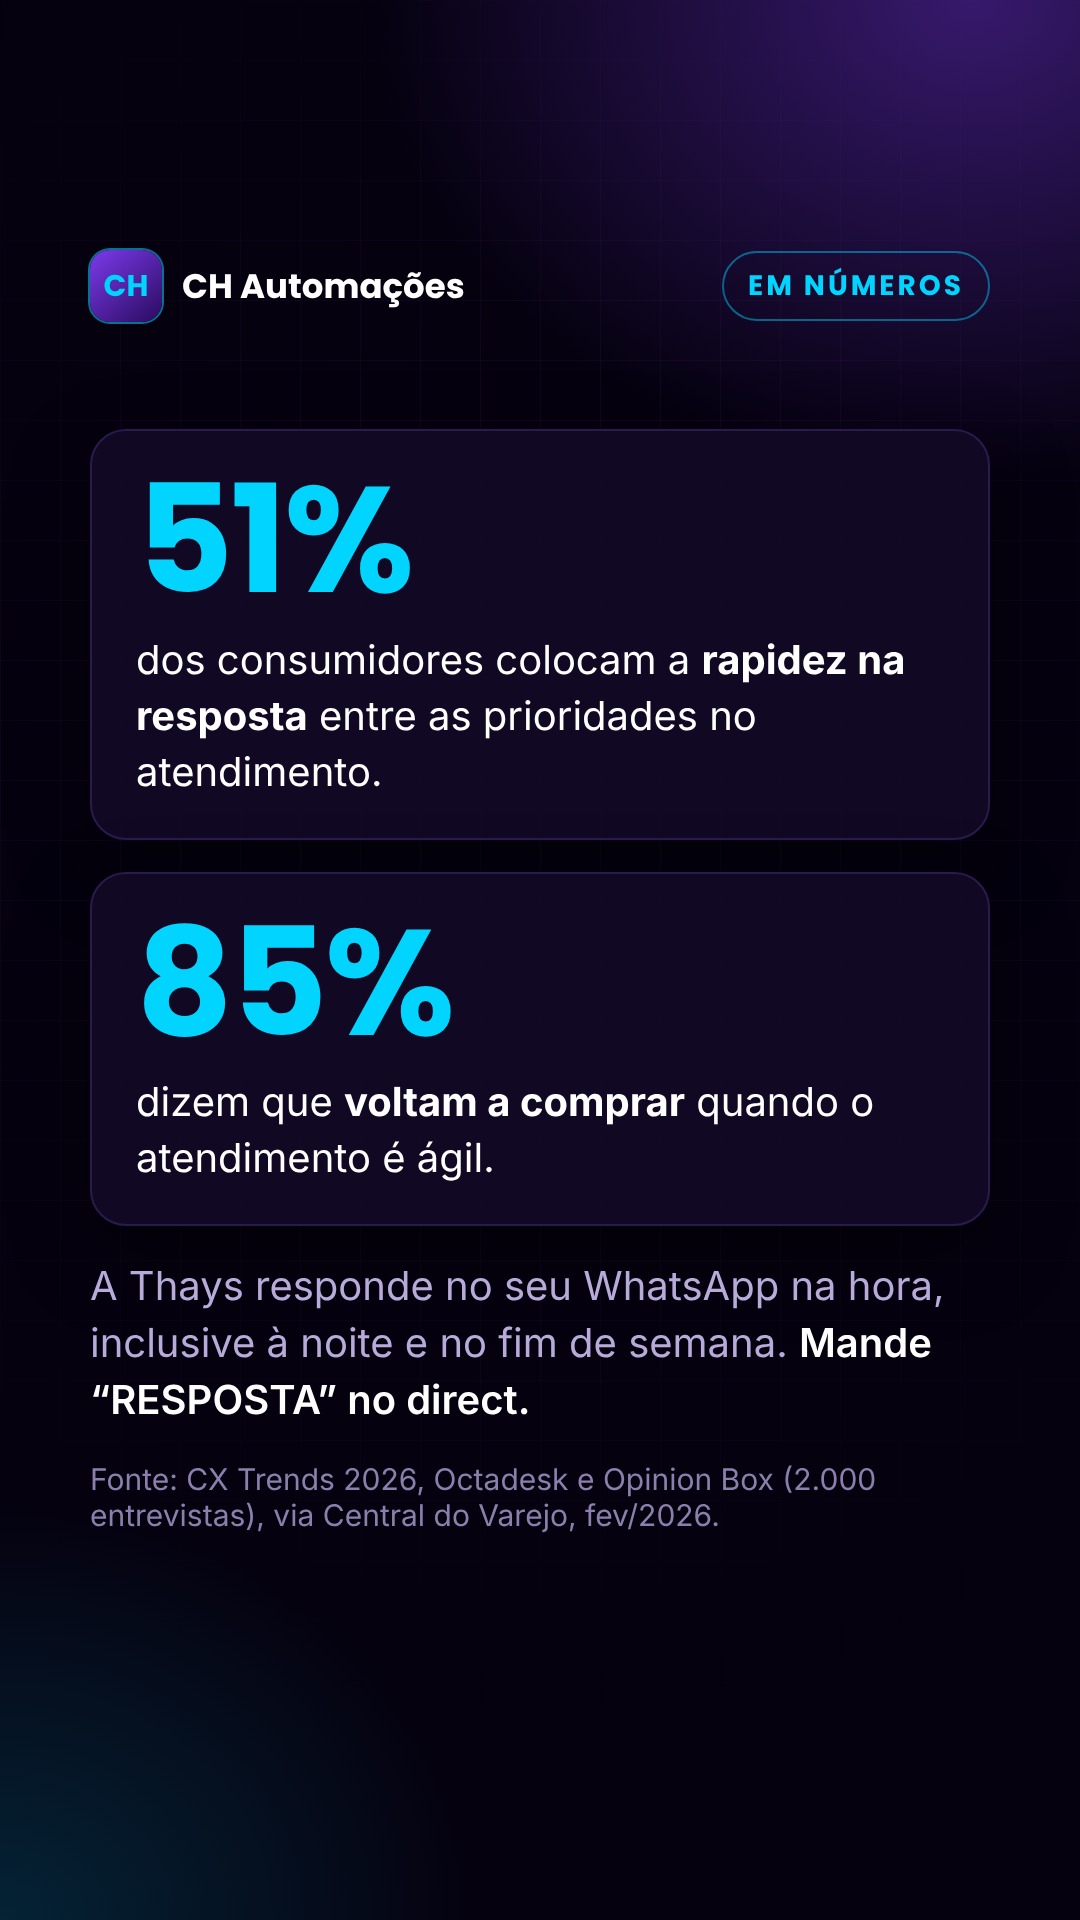 CH
CH Automações
EM NÚMEROS
51%
dos consumidores colocam a rapidez na
resposta entre as prioridades no
atendimento.
85%
dizem que voltam a comprar quando o
atendimento é ágil.
A Thays responde no seu WhatsApp na hora,
inclusive à noite e no fim de semana. Mande
“RESPOSTA” no direct.
Fonte: CX Trends 2026, Octadesk e Opinion Box (2.000
entrevistas), via Central do Varejo, fev/2026.